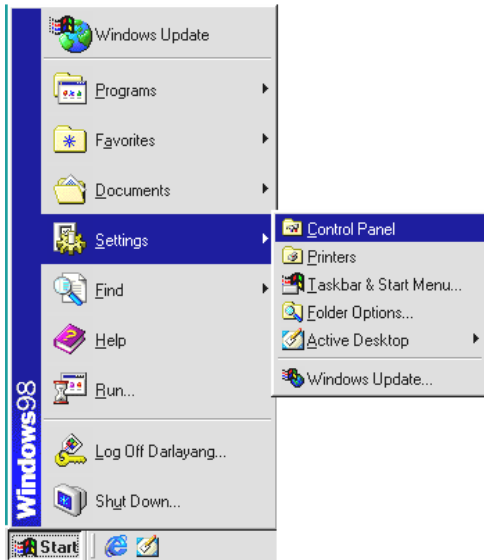 Windows Update
Programs
Favorites
Documents
Settings
Find
Help
Run...
Log Off Darlayang...
Shut Down...
Control Panel
Printers
Taskbar & Start Menu...
Folder Options...
Active Desktop
Windows Update...
Windows98
Start